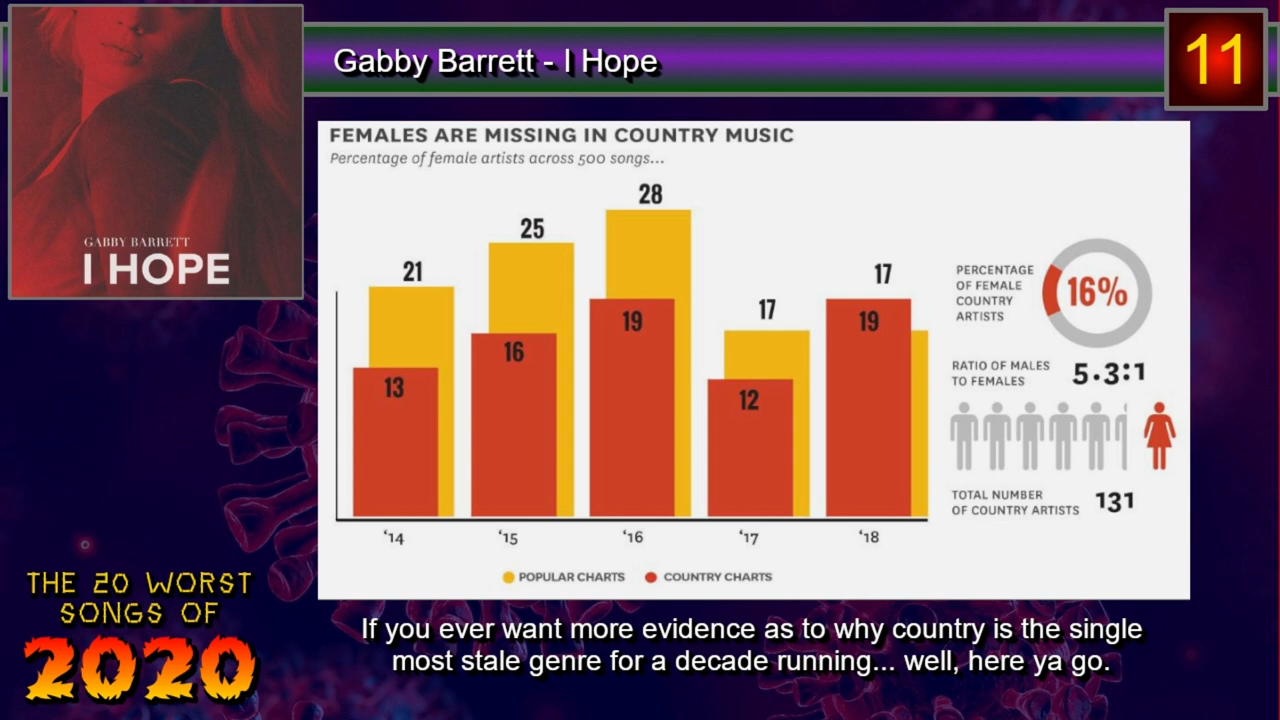 Gabby Barrett - I Hope
11
GABBY BARRETT
I HOPE
FEMALES ARE MISSING IN COUNTRY MUSIC
Percentage of female artists across 500 songs...
21
25
28
17
17
13
16
19
12
19
'14
'15
'16
'17
'18
POPULAR CHARTS
COUNTRY CHARTS
PERCENTAGE
OF FEMALE
COUNTRY
ARTISTS
16%
RATIO OF MALES
TO FEMALES
5.3:1
TOTAL NUMBER
OF COUNTRY ARTISTS
131
THE 20 WORST
SONGS OF
2020
If you ever want more evidence as to why country is the single
most stale genre for a decade running... well, here ya go.